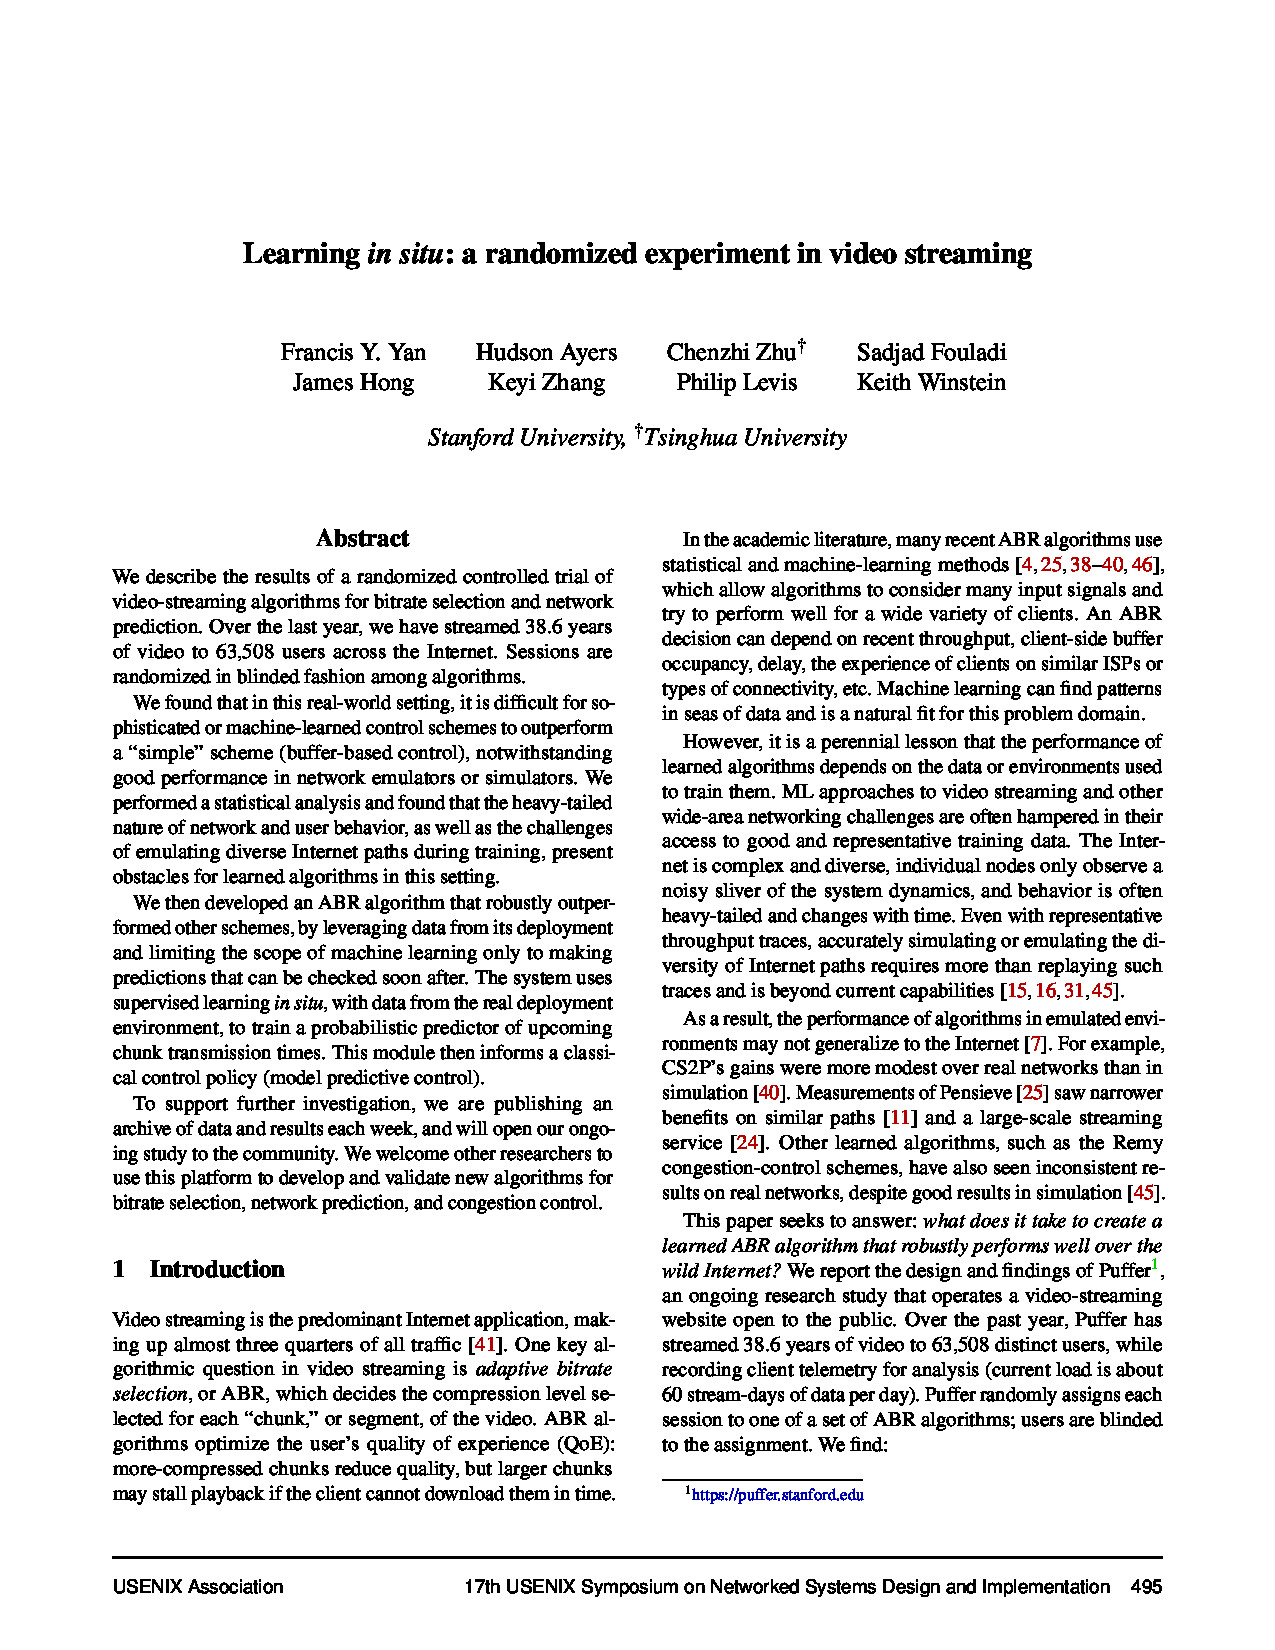 Learning in situ: a randomized experiment in video streaming
Francis Y. Yan Hudson Ayers Chenzhi Zhu† Sadjad Fouladi
James Hong Keyi Zhang Philip Levis Keith Winstein
Stanford University, †Tsinghua University
Abstract
We describe the results of a randomized controlled trial of
video-streaming algorithms for bitrate selection and network
prediction. Over the last year, we have streamed 38.6 years
of video to 63,508 users across the Internet. Sessions are
randomized in blinded fashion among algorithms.
We found that in this real-world setting, it is difficult for so-
phisticated or machine-learned control schemes to outperform
a “simple” scheme (buffer-based control), notwithstanding
good performance in network emulators or simulators. We
performed a statistical analysis and found that the heavy-tailed
nature of network and user behavior, as well as the challenges
of emulating diverse Internet paths during training, present
obstacles for learned algorithms in this setting.
We then developed an ABR algorithm that robustly outper-
formed other schemes, by leveraging data from its deployment
and limiting the scope of machine learning only to making
predictions that can be checked soon after. The system uses
supervised learning in situ, with data from the real deployment
environment, to train a probabilistic predictor of upcoming
chunk transmission times. This module then informs a classi-
cal control policy (model predictive control).
To support further investigation, we are publishing an
archive of data and results each week, and will open our ongo-
ing study to the community. We welcome other researchers to
use this platform to develop and validate new algorithms for
bitrate selection, network prediction, and congestion control.
1 Introduction
Video streaming is the predominant Internet application, mak-
ing up almost three quarters of all traffic [41]. One key al-
gorithmic question in video streaming is adaptive bitrate
selection, or ABR, which decides the compression level se-
lected for each “chunk,” or segment, of the video. ABR al-
gorithms optimize the user’s quality of experience (QoE):
more-compressed chunks reduce quality, but larger chunks
may stall playback if the client cannot download them in time.
In the academic literature, many recent ABR algorithms use
statistical and machine-learning methods [4, 25, 38–40, 46],
which allow algorithms to consider many input signals and
try to perform well for a wide variety of clients. An ABR
decision can depend on recent throughput, client-side buffer
occupancy, delay, the experience of clients on similar ISPs or
types of connectivity, etc. Machine learning can find patterns
in seas of data and is a natural fit for this problem domain.
However, it is a perennial lesson that the performance of
learned algorithms depends on the data or environments used
to train them. ML approaches to video streaming and other
wide-area networking challenges are often hampered in their
access to good and representative training data. The Inter-
net is complex and diverse, individual nodes only observe a
noisy sliver of the system dynamics, and behavior is often
heavy-tailed and changes with time. Even with representative
throughput traces, accurately simulating or emulating the di-
versity of Internet paths requires more than replaying such
traces and is beyond current capabilities [15, 16, 31, 45].
As a result, the performance of algorithms in emulated envi-
ronments may not generalize to the Internet [7]. For example,
CS2P’s gains were more modest over real networks than in
simulation [40]. Measurements of Pensieve [25] saw narrower
benefits on similar paths [11] and a large-scale streaming
service [24]. Other learned algorithms, such as the Remy
congestion-control schemes, have also seen inconsistent re-
sults on real networks, despite good results in simulation [45].
This paper seeks to answer: what does it take to create a
learned ABR algorithm that robustly performs well over the
wild Internet? We report the design and findings of Puffer1,
an ongoing research study that operates a video-streaming
website open to the public. Over the past year, Puffer has
streamed 38.6 years of video to 63,508 distinct users, while
recording client telemetry for analysis (current load is about
60 stream-days of data per day). Puffer randomly assigns each
session to one of a set of ABR algorithms; users are blinded
to the assignment. We find:
1https://puffer.stanford.edu
USENIX Association 17th USENIX Symposium on Networked Systems Design and Implementation 495